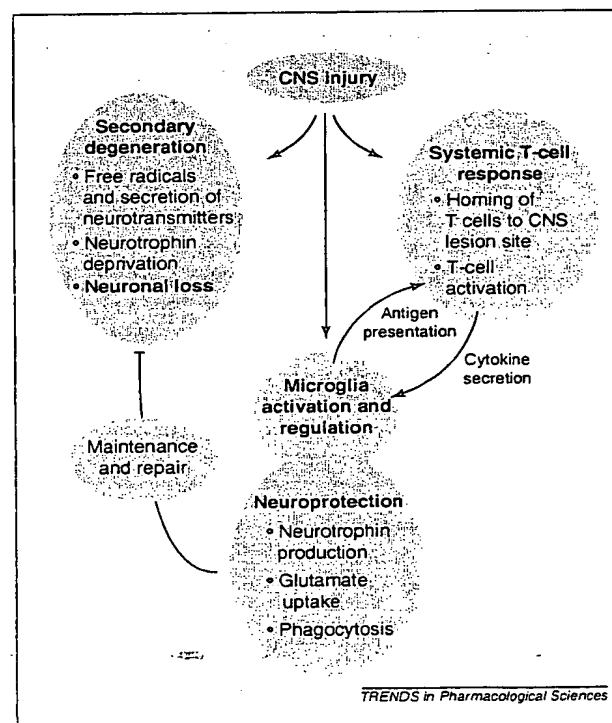 CNS injury
Secondary
degeneration
• Free radicals
and secretion of
neurotransmitters
• Neurotrophin
deprivation
• Neuronal loss
Systemic T-cell
response
• Homing of
T cells to CNS
lesion site
• T-cell
activation
Antigen
presentation
Cytokine
secretion
Microglia
activation and
regulation
Maintenance
and repair
Neuroprotection
• Neurotrophin
production
• Glutamate
uptake
• Phagocytosis
TRENDS in Pharmacological Sciences